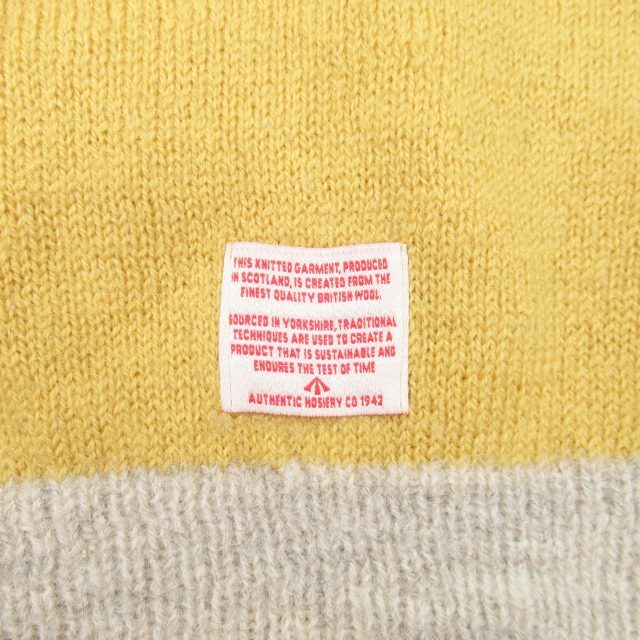 THIS KNITTED GARMENT, PRODUCED
IN SCOTLAND, IS CREATED FROM THE
FINEST QUALITY BRITISH WOOL
SOURCED IN YORKSHIRE, TRADITIONAL
TECHNIQUES ARE USED TO CREATE A
PRODUCT THAT IS SUSTAINABLE AND
ENDURES THE TEST OF TIME
AUTHENTIC HOSIERY CO 1942